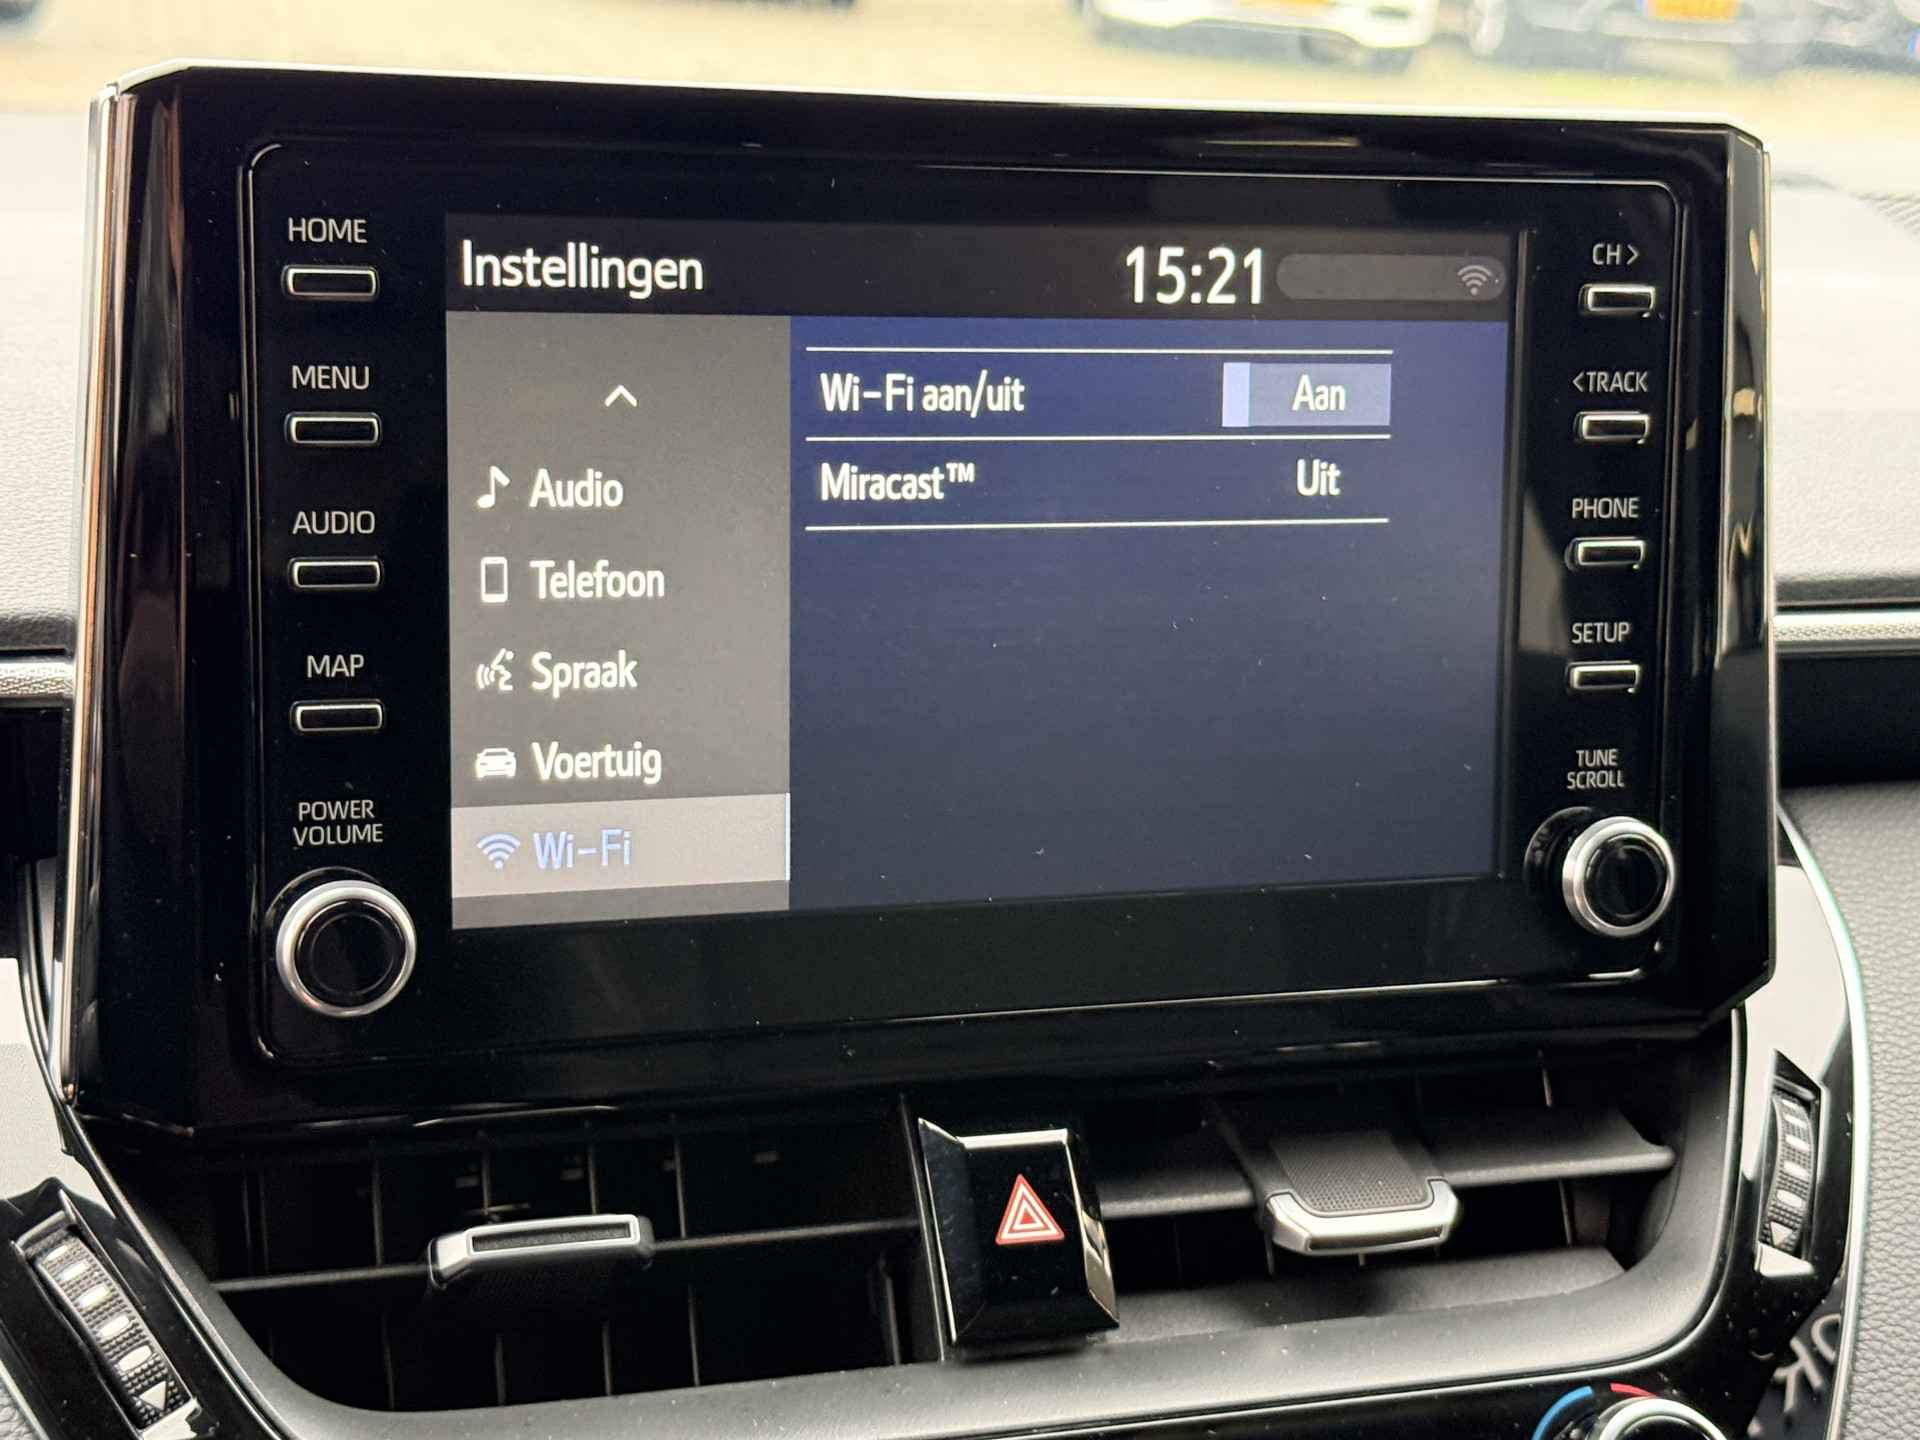 HOME
MENU
AUDIO
MAP
POWER
VOLUME
Instellingen
15:21
Audio
Telefoon
Spraak
Voertuig
Wi-Fi
Wi-Fi aan/uit
Aan
Miracast™
Uit
CH >
< TRACK
PHONE
SETUP
TUNE
SCROLL